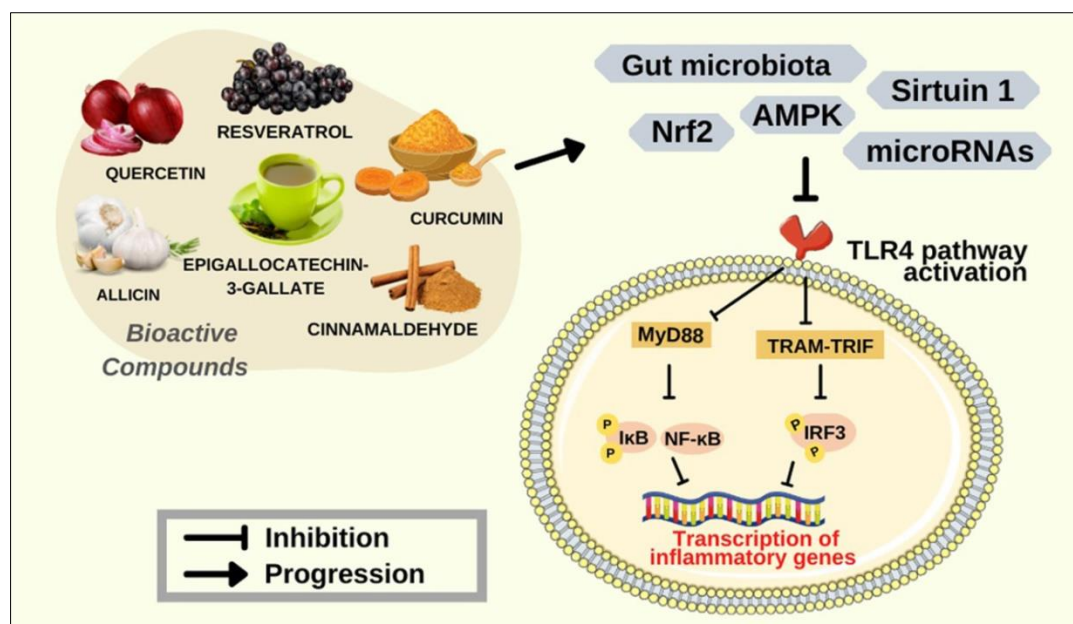 QUERCETIN
RESVERATROL
CURCUMIN
ALLICIN
EPIGALLOCATECHIN-
3-GALLATE
CINNAMALDEHYDE
Bioactive
Compounds
Gut microbiota
Sirtuin 1
AMPK
Nrf2
microRNAs
TLR4 pathway
activation
MyD88
TRAM-TRIF
P
P
IκB
NF-κB
P
IRF3
P
Transcription of
inflammatory genes
Inhibition
Progression